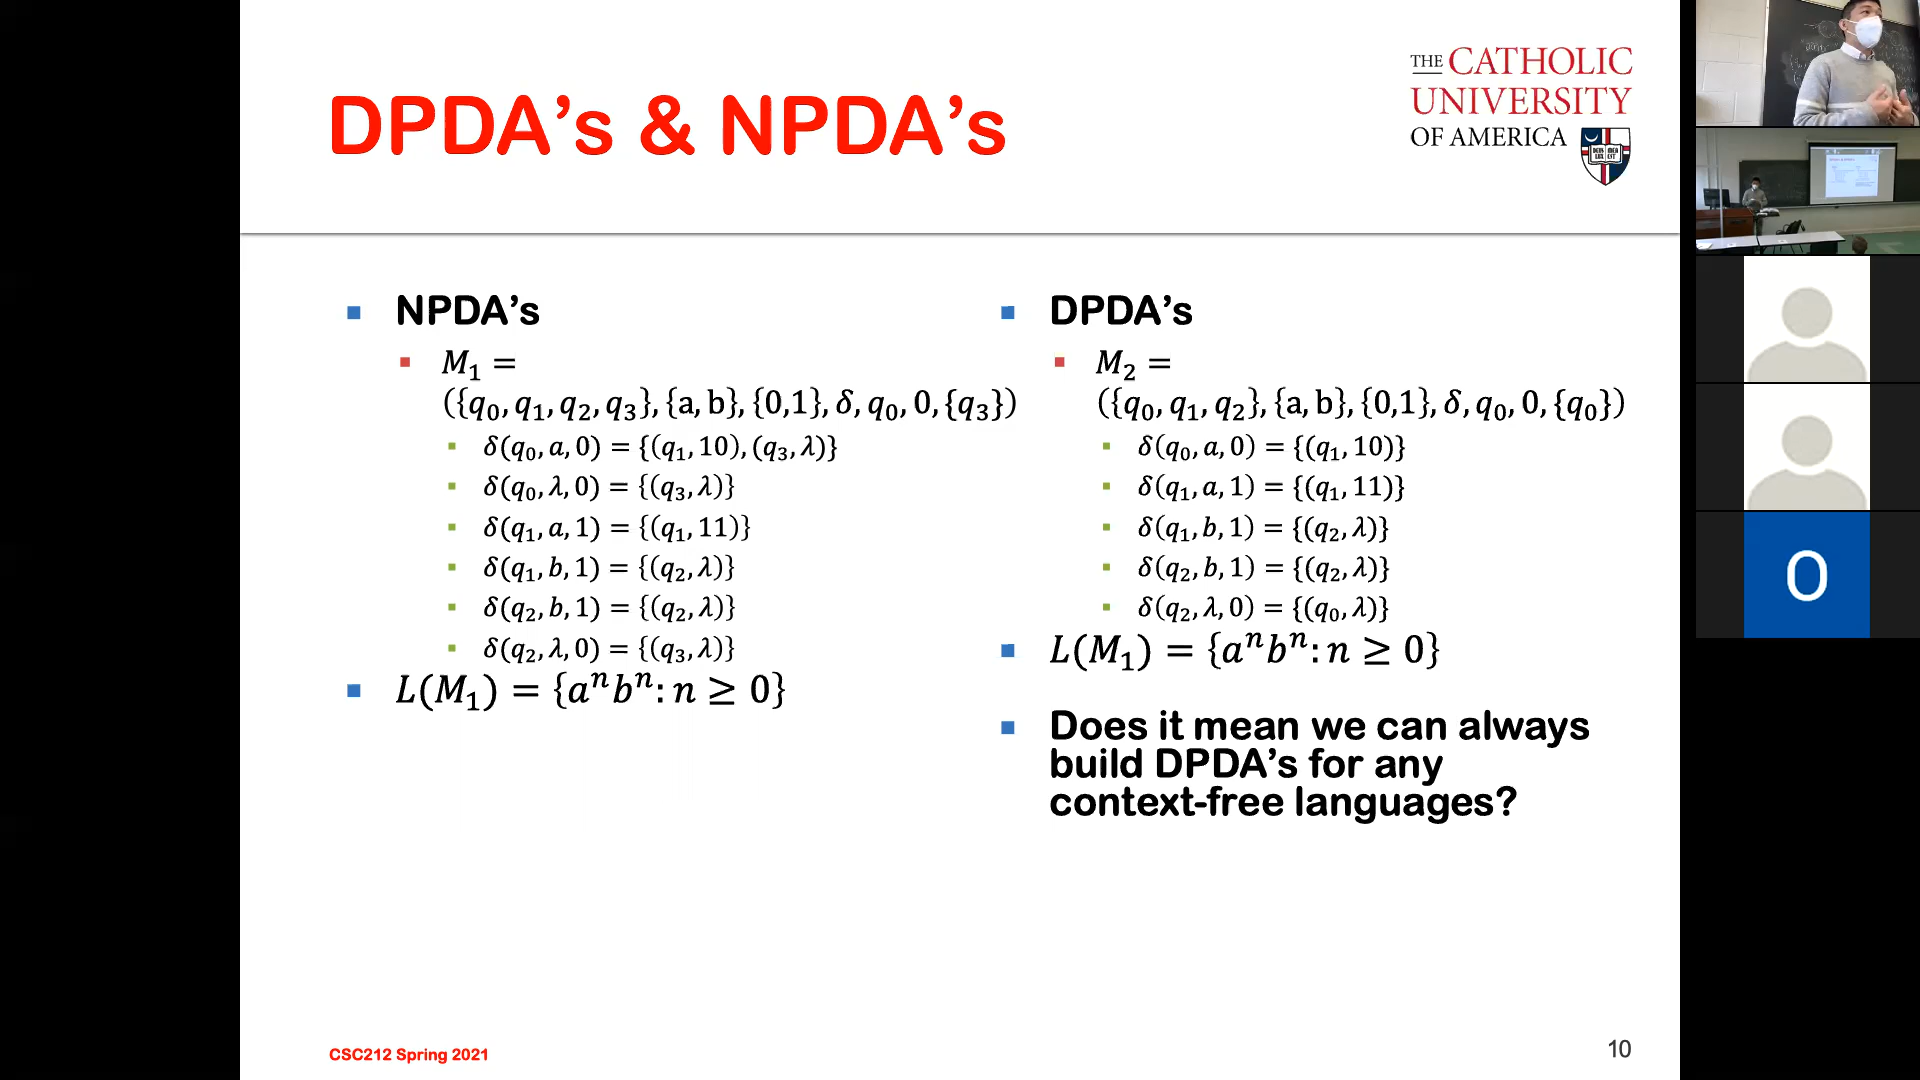 DPDA’s & NPDA’s
THE CATHOLIC
UNIVERSITY
OF AMERICA
NPDA’s
M₁ =
({q₀, q₁, q₂, q₃}, {a, b}, {0,1}, δ, q₀, 0, {q₃})
δ(q₀, a, 0) = {(q₁, 10), (q₃, λ)}
δ(q₀, λ, 0) = {(q₃, λ)}
δ(q₁, a, 1) = {(q₁, 11)}
δ(q₁, b, 1) = {(q₂, λ)}
δ(q₂, b, 1) = {(q₂, λ)}
δ(q₂, λ, 0) = {(q₃, λ)}
L(M₁) = {aⁿbⁿ: n ≥ 0}
DPDA’s
M₂ =
({q₀, q₁, q₂}, {a, b}, {0,1}, δ, q₀, 0, {q₀})
δ(q₀, a, 0) = {(q₁, 10)}
δ(q₁, a, 1) = {(q₁, 11)}
δ(q₁, b, 1) = {(q₂, λ)}
δ(q₂, b, 1) = {(q₂, λ)}
δ(q₂, λ, 0) = {(q₀, λ)}
L(M₁) = {aⁿbⁿ: n ≥ 0}
Does it mean we can always
build DPDA’s for any
context-free languages?
CSC212 Spring 2021
10
O